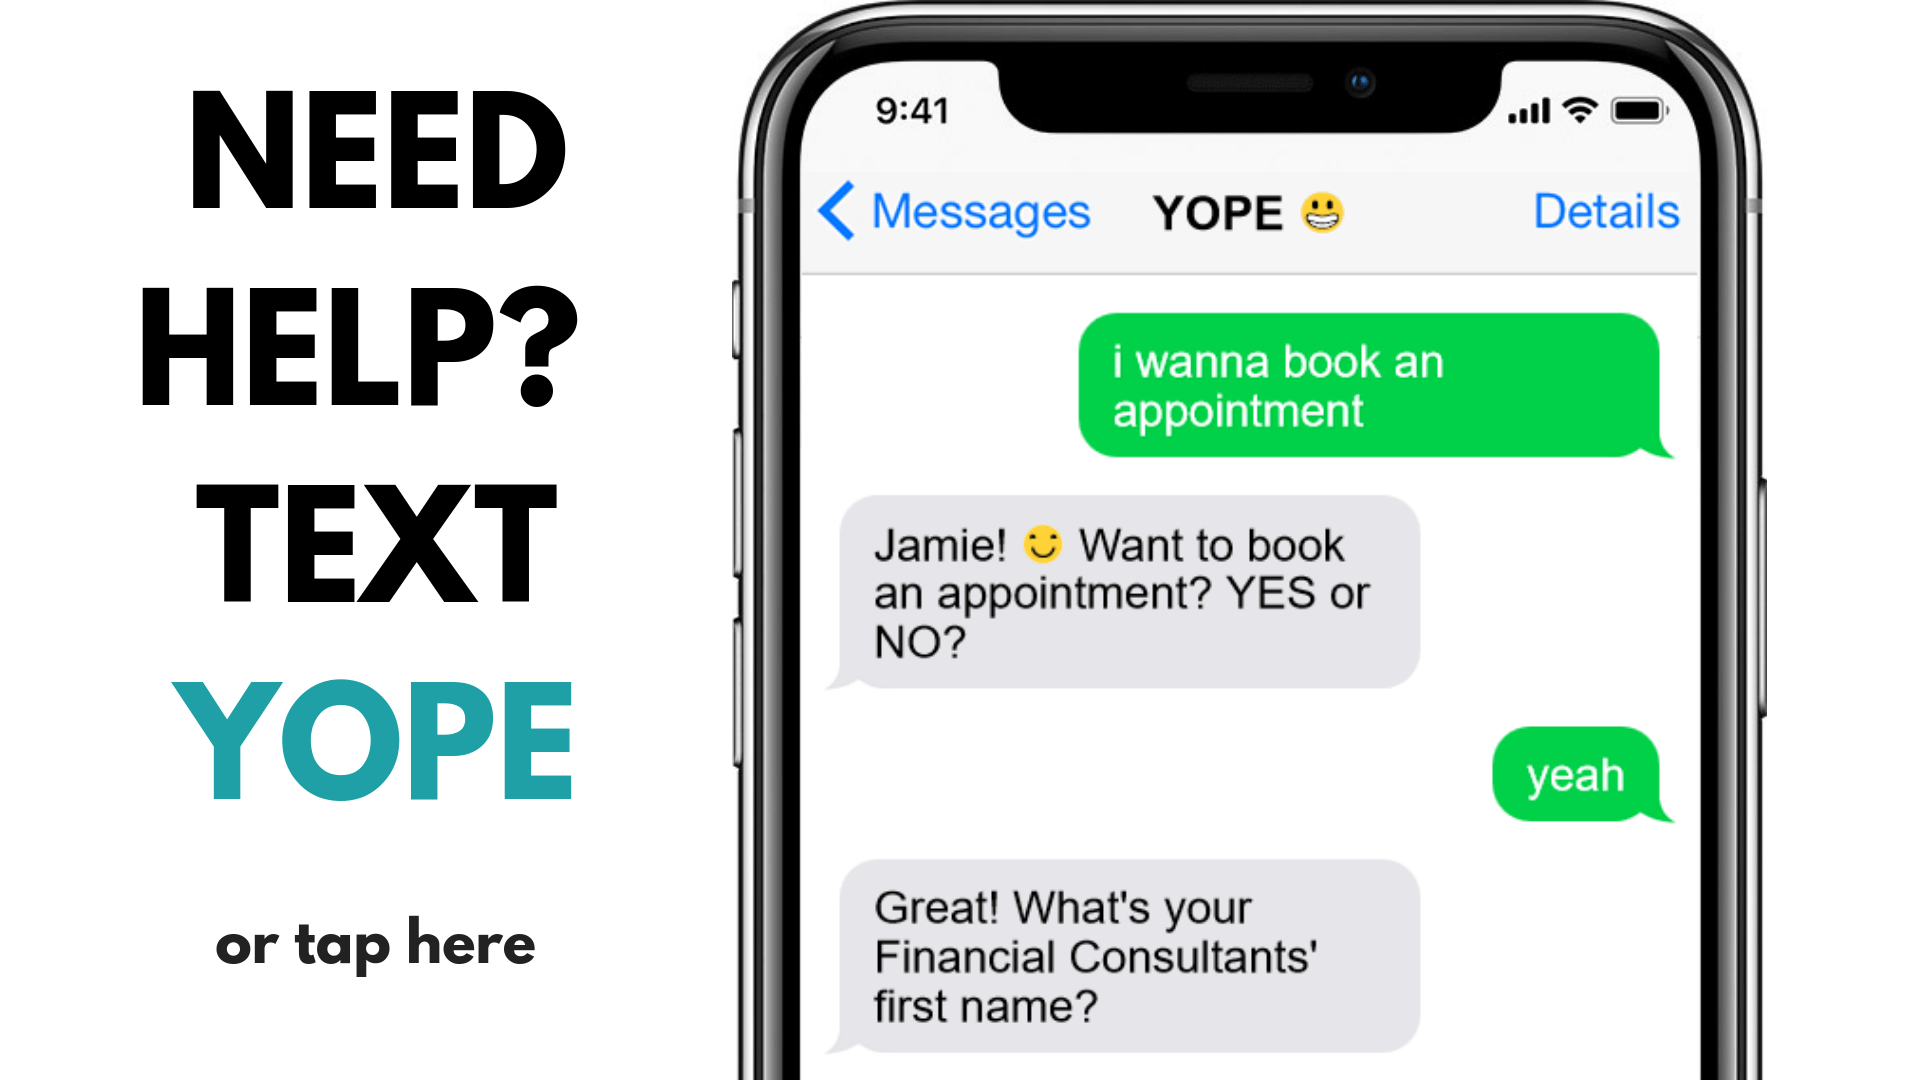 NEED
HELP?
TEXT
YOPE
or tap here
9:41
Messages
YOPE 😀
Details
i wanna book an
appointment
Jamie! 😊 Want to book
an appointment? YES or
NO?
yeah
Great! What's your
Financial Consultants'
first name?